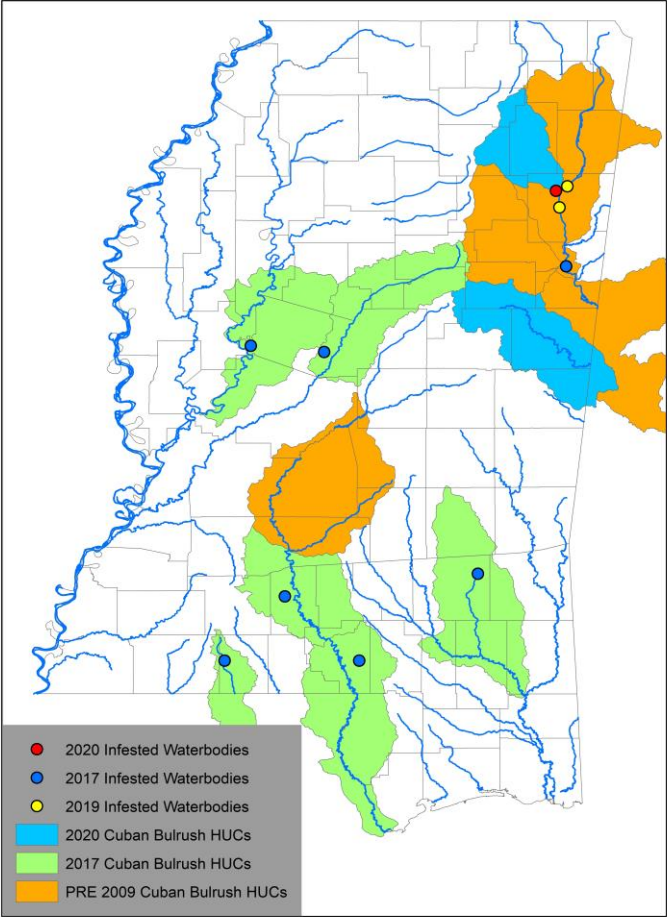 2020 Infested Waterbodies
2017 Infested Waterbodies
2019 Infested Waterbodies
2020 Cuban Bulrush HUCs
2017 Cuban Bulrush HUCs
PRE 2009 Cuban Bulrush HUCs